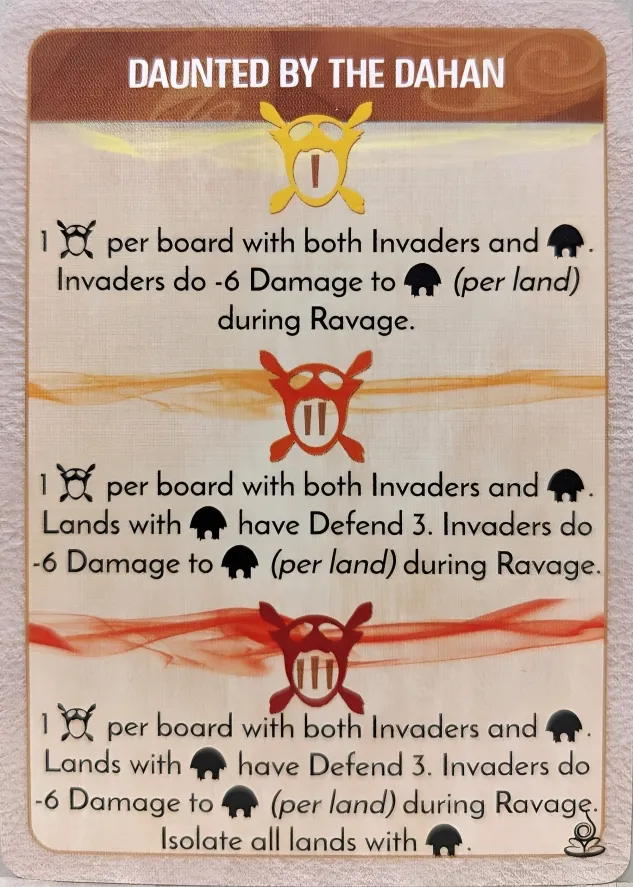 DAUNTED BY THE DAHAN
I
1 per board with both Invaders and .
Invaders do -6 Damage to (per land)
during Ravage.
II
1 per board with both Invaders and .
Lands with have Defend 3. Invaders do
-6 Damage to (per land) during Ravage.
III
1 per board with both Invaders and .
Lands with have Defend 3. Invaders do
-6 Damage to (per land) during Ravage.
Isolate all lands with .